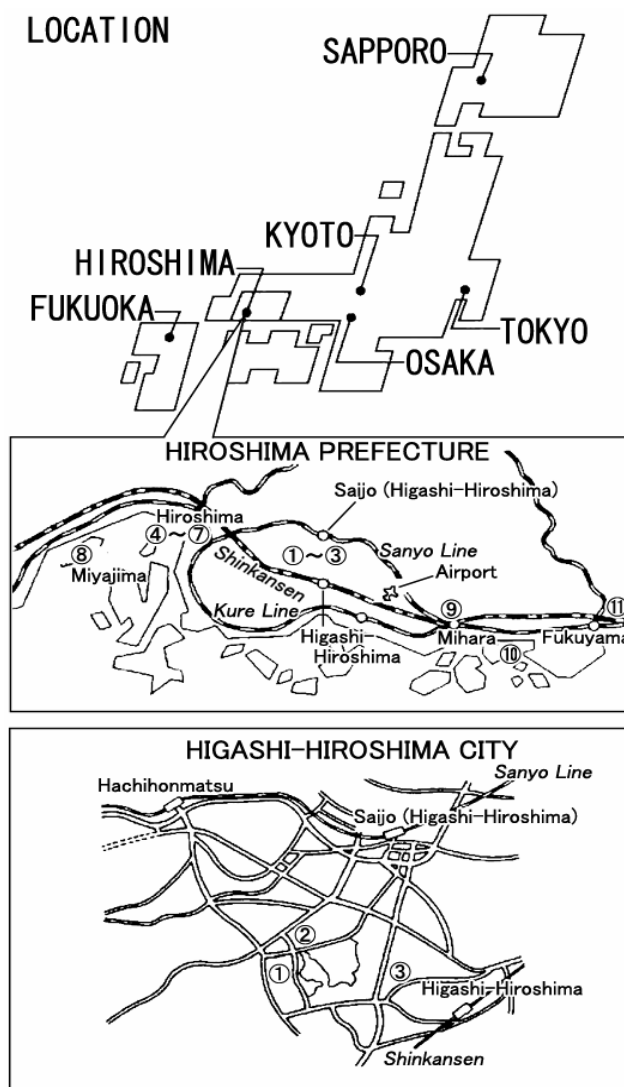 LOCATION
SAPPORO
KYOTO
HIROSHIMA
FUKUOKA
TOKYO
OSAKA
HIROSHIMA PREFECTURE
Saijo (Higashi-Hiroshima)
Hiroshima
④～⑦
①～③
Sanyo Line
⑧
Shinkansen
Airport
Miyajima
Kure Line
⑨
⑪
Higashi-
Hiroshima
Mihara
Fukuyama
⑩
HIGASHI-HIROSHIMA CITY
Sanyo Line
Hachihonmatsu
Saijo (Higashi-Hiroshima)
②
①
③
Higashi-Hiroshima
Shinkansen